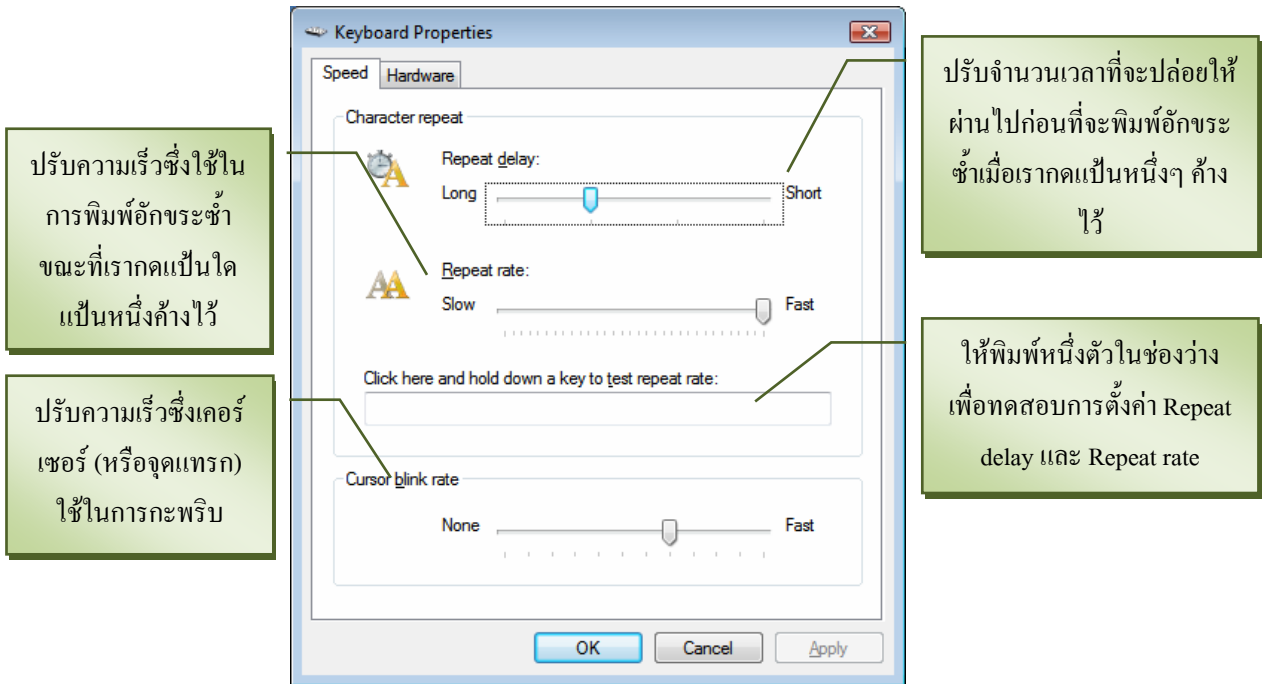 Keyboard Properties
Speed
Hardware
Character repeat
Repeat delay:
Long
Short
Repeat rate:
Slow
Fast
Click here and hold down a key to test repeat rate:
Cursor blink rate
None
Fast
OK
Cancel
Apply
ปรับความเร็วซึ่งใช้ใน
การพิมพ์อักขระซ้ำ
ขณะที่เรากดแป้นใด
แป้นหนึ่งค้างไว้
ปรับความเร็วซึ่งเคอร์
เซอร์ (หรือจุดแทรก)
ใช้ในการกะพริบ
ปรับจำนวนเวลาที่จะปล่อยให้
ผ่านไปก่อนที่จะพิมพ์อักขระ
ซ้ำเมื่อเรากดแป้นหนึ่งๆ ค้าง
ไว้
ให้พิมพ์หนึ่งตัวในช่องว่าง
เพื่อทดสอบการตั้งค่า Repeat
delay และ Repeat rate